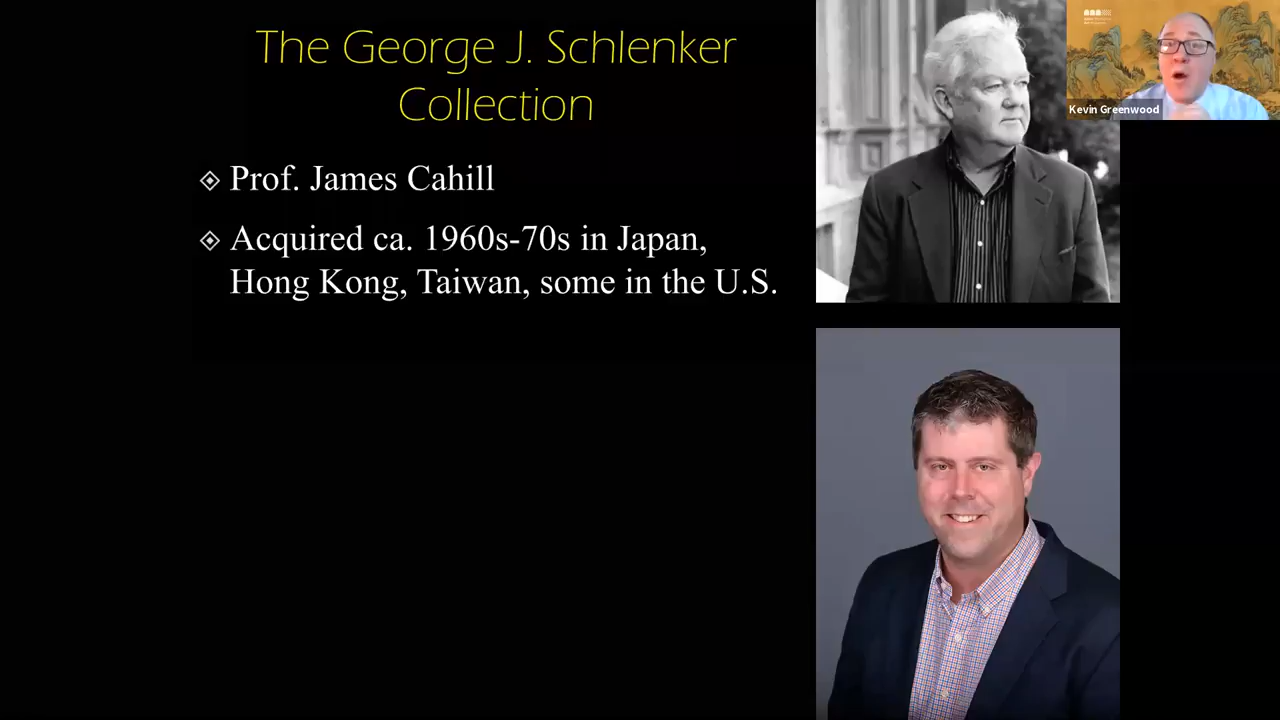 The George J. Schlenker
Collection
Prof. James Cahill
Acquired ca. 1960s-70s in Japan,
Hong Kong, Taiwan, some in the U.S.
Kevin Greenwood